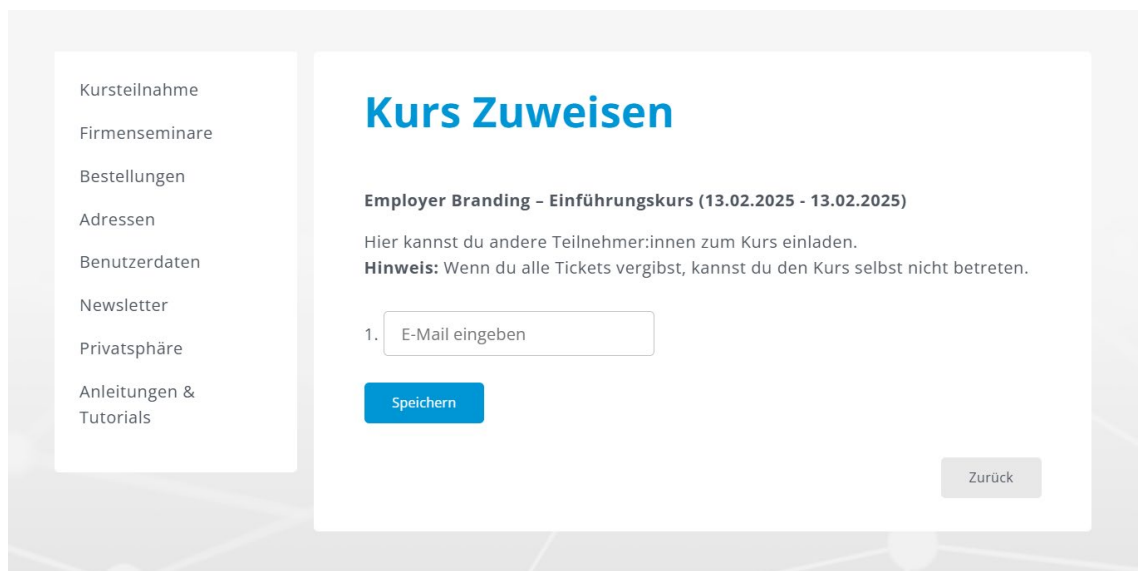 Kursteilnahme
Firmenseminare
Bestellungen
Adressen
Benutzerdaten
Newsletter
Privatsphäre
Anleitungen &
Tutorials
Kurs Zuweisen
Employer Branding – Einführungskurs (13.02.2025 - 13.02.2025)
Hier kannst du andere Teilnehmer:innen zum Kurs einladen.
Hinweis: Wenn du alle Tickets vergibst, kannst du den Kurs selbst nicht betreten.
1. E-Mail eingeben
Speichern
Zurück